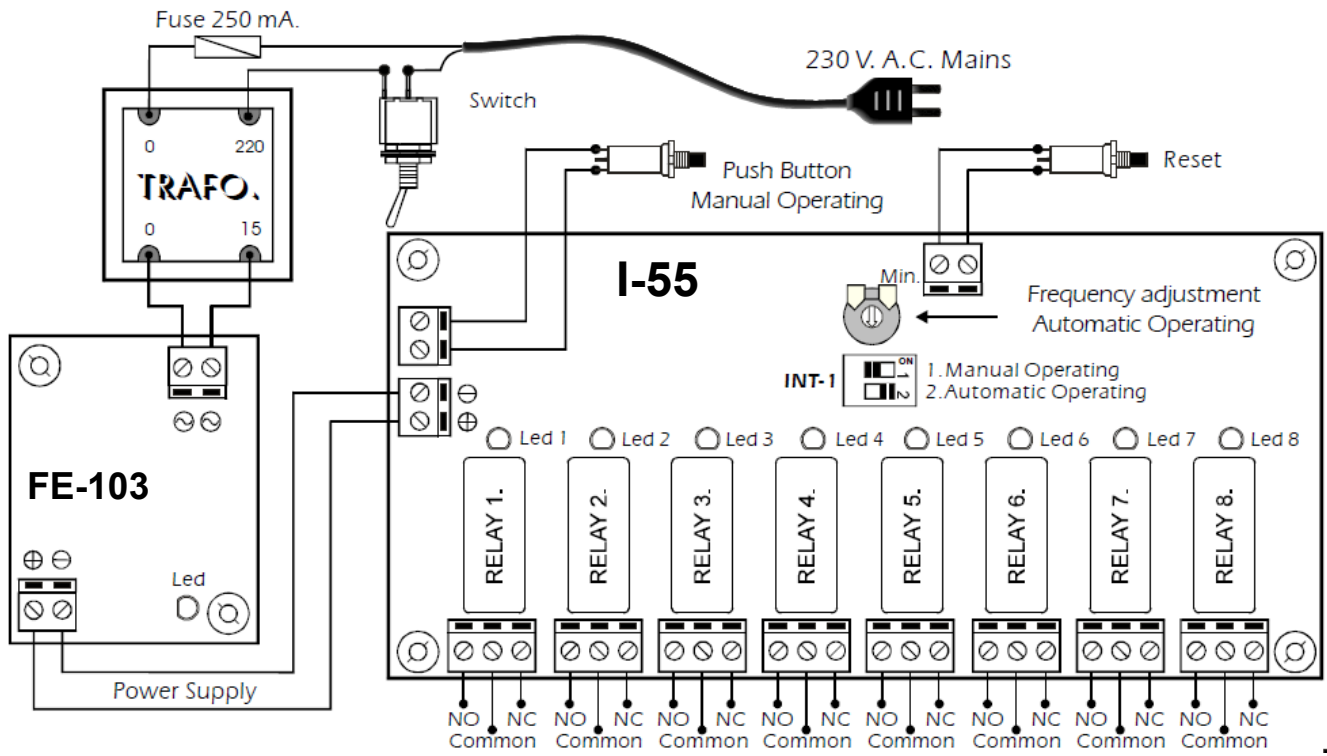 Fuse 250 mA.
230 V. A.C. Mains
Switch
0 220
TRAFO.
0 15
Push Button
Manual Operating
Reset
I-55
Min.
Frequency adjustment
Automatic Operating
INT-1
ON
1
2
1.Manual Operating
2.Automatic Operating
FE-103
Led
Power Supply
Led 1 Led 2 Led 3 Led 4 Led 5 Led 6 Led 7 Led 8
RELAY 1.
RELAY 2.
RELAY 3.
RELAY 4.
RELAY 5.
RELAY 6.
RELAY 7.
RELAY 8.
NO NC NO NC NO NC NO NC NO NC NO NC NO NC NO NC
Common Common Common Common Common Common Common Common